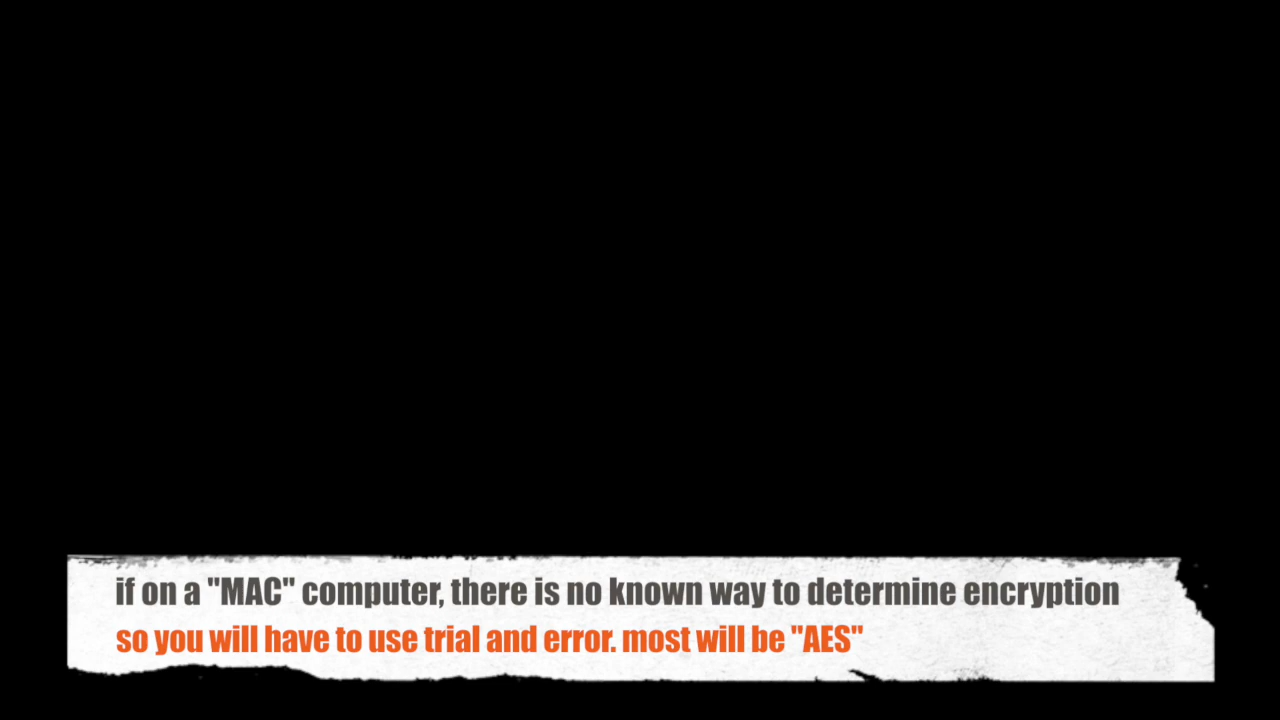 if on a "MAC" computer, there is no known way to determine encryption
so you will have to use trial and error. most will be "AES"